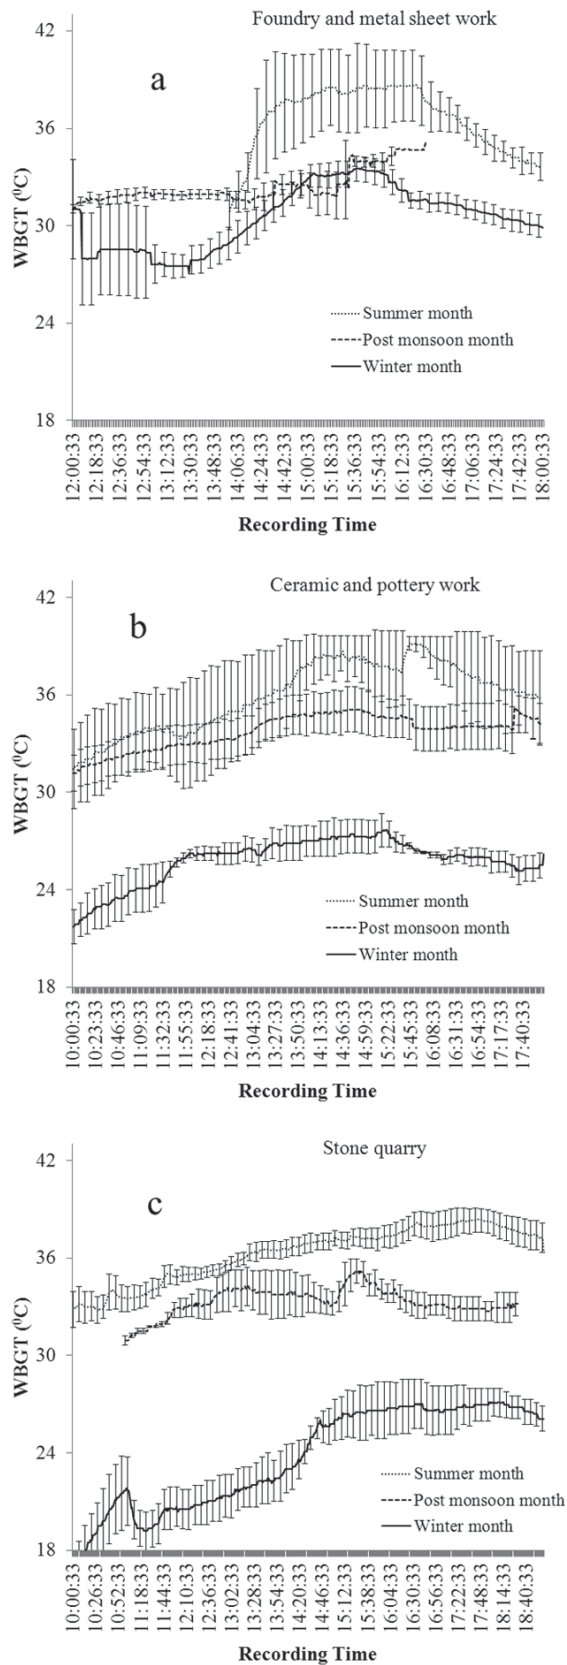 Foundry and metal sheet work
a
42
36
30
24
18
WBGT (⁰C)
Summer month
Post monsoon month
Winter month
12:00:33 12:18:33 12:36:33 12:54:33 13:12:33 13:30:33 13:48:33 14:06:33 14:24:33 14:42:33 15:00:33 15:18:33 15:36:33 15:54:33 16:12:33 16:30:33 16:48:33 17:06:33 17:24:33 17:42:33 18:00:33
Recording Time
Ceramic and pottery work
b
42
36
30
24
18
WBGT (⁰C)
Summer month
Post monsoon month
Winter month
10:00:33 10:23:33 10:46:33 11:09:33 11:32:33 11:55:33 12:18:33 12:41:33 13:04:33 13:27:33 13:50:33 14:13:33 14:36:33 14:59:33 15:22:33 15:45:33 16:08:33 16:31:33 16:54:33 17:17:33 17:40:33
Recording Time
Stone quarry
c
42
36
30
24
18
WBGT (⁰C)
Summer month
Post monsoon month
Winter month
10:00:33 10:26:33 10:52:33 11:18:33 11:44:33 12:10:33 12:36:33 13:02:33 13:28:33 13:54:33 14:20:33 14:46:33 15:12:33 15:38:33 16:04:33 16:30:33 16:56:33 17:22:33 17:48:33 18:14:33 18:40:33
Recording Time